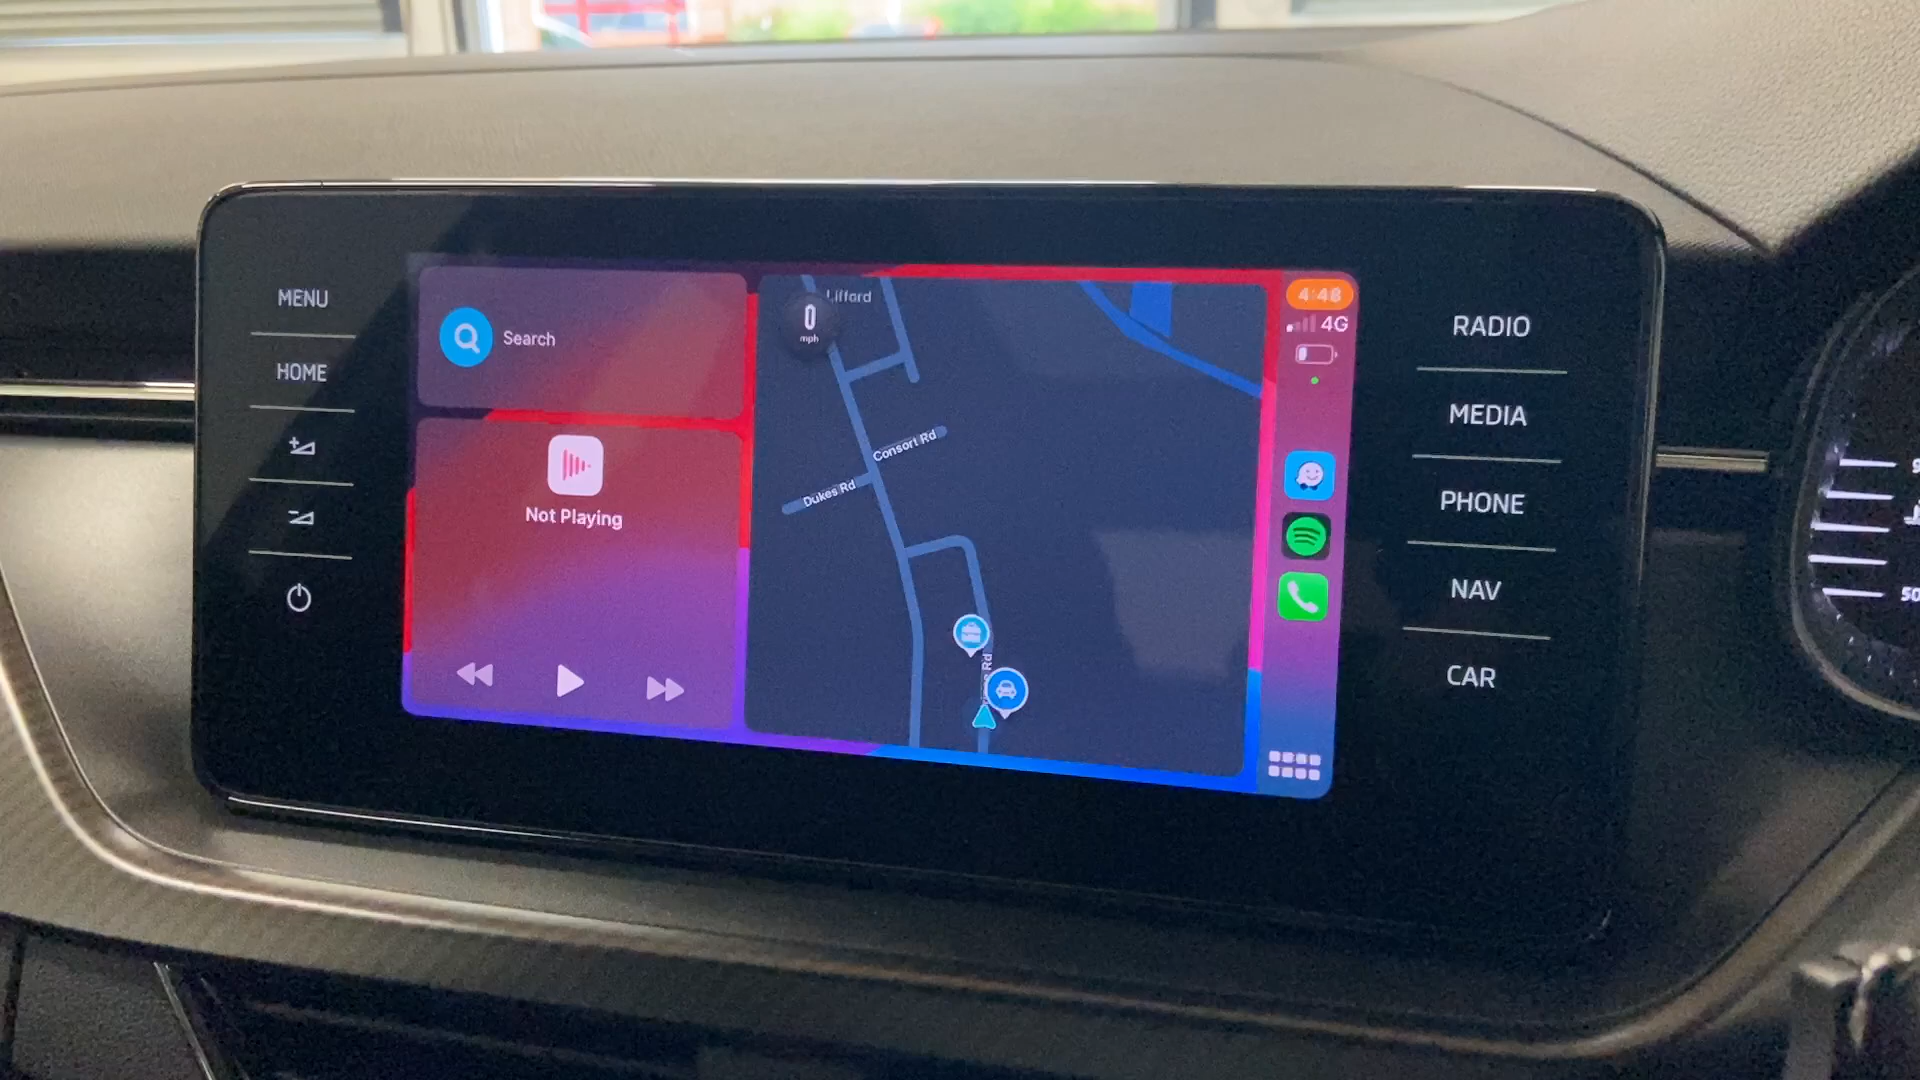 MENU
HOME
Search
Not Playing
Lifford
0
mph
Consort Rd
Dukes Rd
Rd
4:48
4G
RADIO
MEDIA
PHONE
NAV
CAR
50